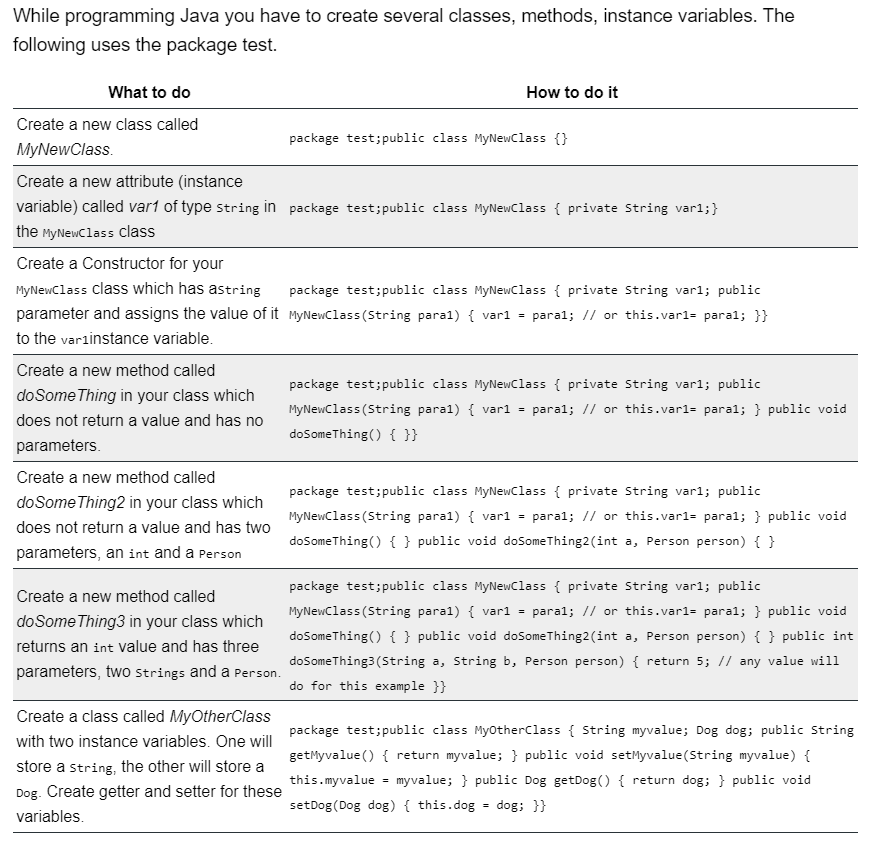 While programming Java you have to create several classes, methods, instance variables. The
following uses the package test.
What to do
How to do it
Create a new class called
MyNewClass.
package test;public class MyNewClass {}
Create a new attribute (instance
variable) called var1 of type String in
the MyNewClass class
package test;public class MyNewClass { private String var1;}
Create a Constructor for your
MyNewClass class which has aString
parameter and assigns the value of it
to the var1instance variable.
package test;public class MyNewClass { private String var1; public
MyNewClass(String para1) { var1 = para1; // or this.var1= para1; }}
Create a new method called
doSomeThing in your class which
does not return a value and has no
parameters.
package test;public class MyNewClass { private String var1; public
MyNewClass(String para1) { var1 = para1; // or this.var1= para1; } public void
doSomeThing() { }}
Create a new method called
doSomeThing2 in your class which
does not return a value and has two
parameters, an int and a Person
package test;public class MyNewClass { private String var1; public
MyNewClass(String para1) { var1 = para1; // or this.var1= para1; } public void
doSomeThing() { } public void doSomeThing2(int a, Person person) { }
Create a new method called
doSomeThing3 in your class which
returns an int value and has three
parameters, two Strings and a Person.
package test;public class MyNewClass { private String var1; public
MyNewClass(String para1) { var1 = para1; // or this.var1= para1; } public void
doSomeThing() { } public void doSomeThing2(int a, Person person) { } public int
doSomeThing3(String a, String b, Person person) { return 5; // any value will
do for this example }}
Create a class called MyOtherClass
with two instance variables. One will
store a String, the other will store a
Dog. Create getter and setter for these
variables.
package test;public class MyOtherClass { String myvalue; Dog dog; public String
getMyvalue() { return myvalue; } public void setMyvalue(String myvalue) {
this.myvalue = myvalue; } public Dog getDog() { return dog; } public void
setDog(Dog dog) { this.dog = dog; }}